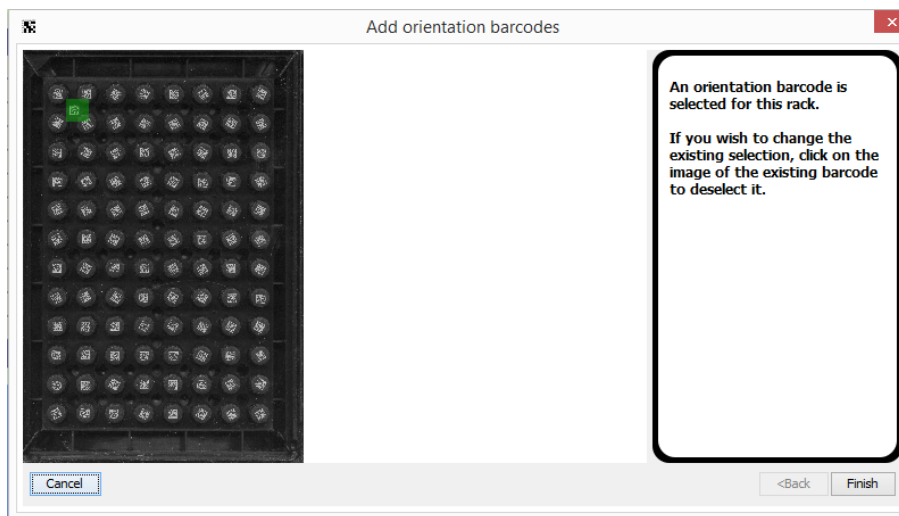 Add orientation barcodes
An orientation barcode is
selected for this rack.
If you wish to change the
existing selection, click on the
image of the existing barcode
to deselect it.
Cancel
<Back
Finish